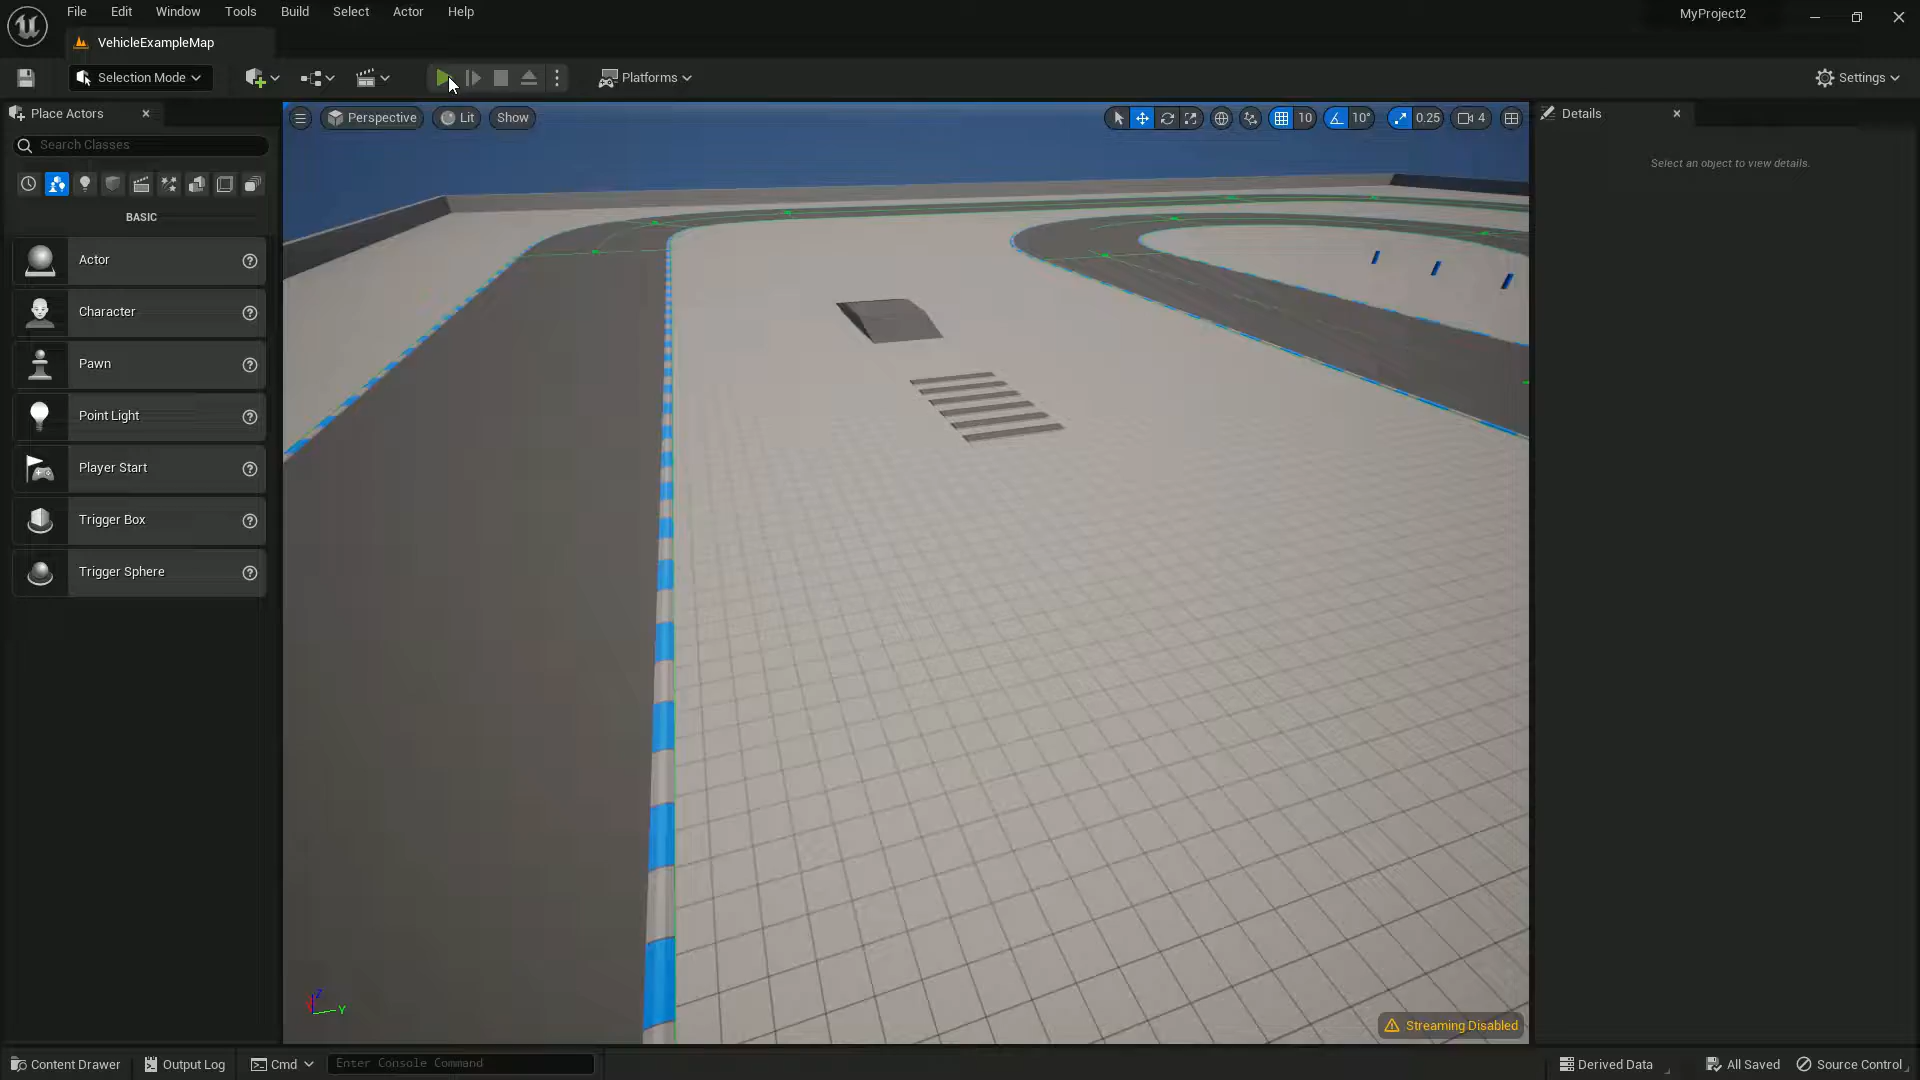 File Edit Window Tools Build Select Actor Help
MyProject2
VehicleExampleMap
Selection Mode
Platforms
Settings
Place Actors
Search Classes
BASIC
Actor
Character
Pawn
Point Light
Player Start
Trigger Box
Trigger Sphere
Perspective Lit Show
10 10° 0.25 4
Details
Select an object to view details.
Z
Y
Streaming Disabled
Content Drawer Output Log Cmd Enter Console Command
Derived Data All Saved Source Control